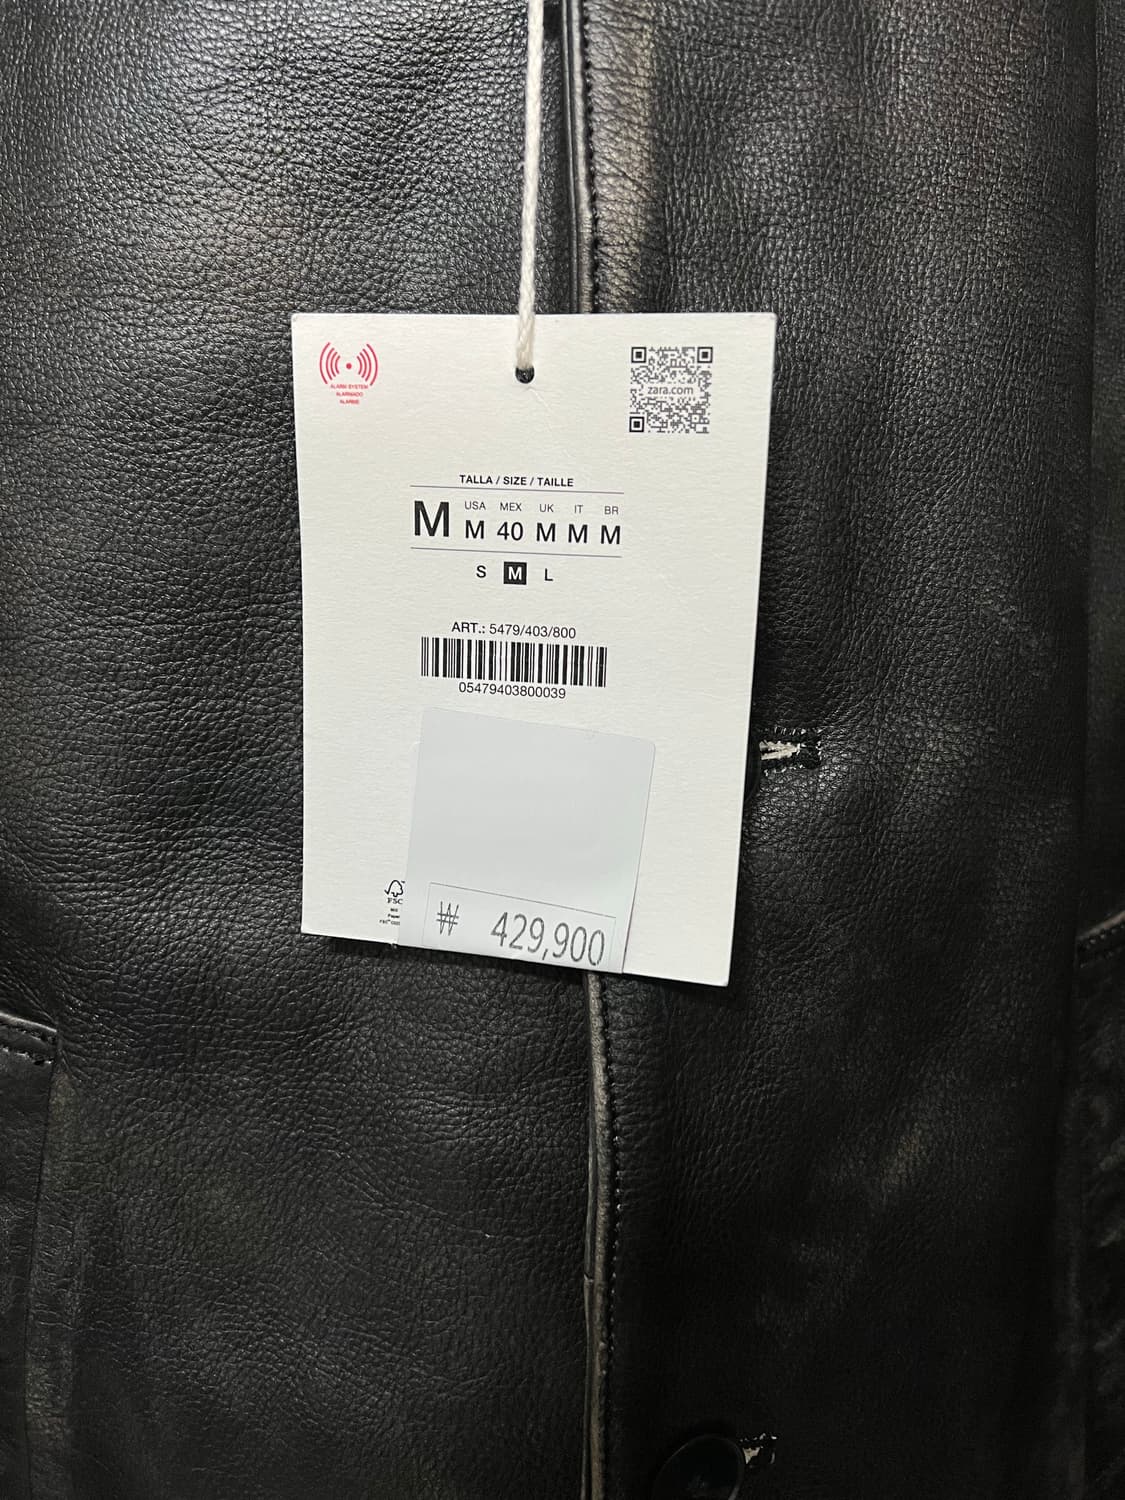 ALARM SYSTEM
ALARMADO
ALARME
zara.com
TALLA / SIZE / TAILLE
USA MEX UK IT BR
M M 40 M M M
S M L
ART.: 5479/403/800
05479403800039
FSC
₩ 429,900